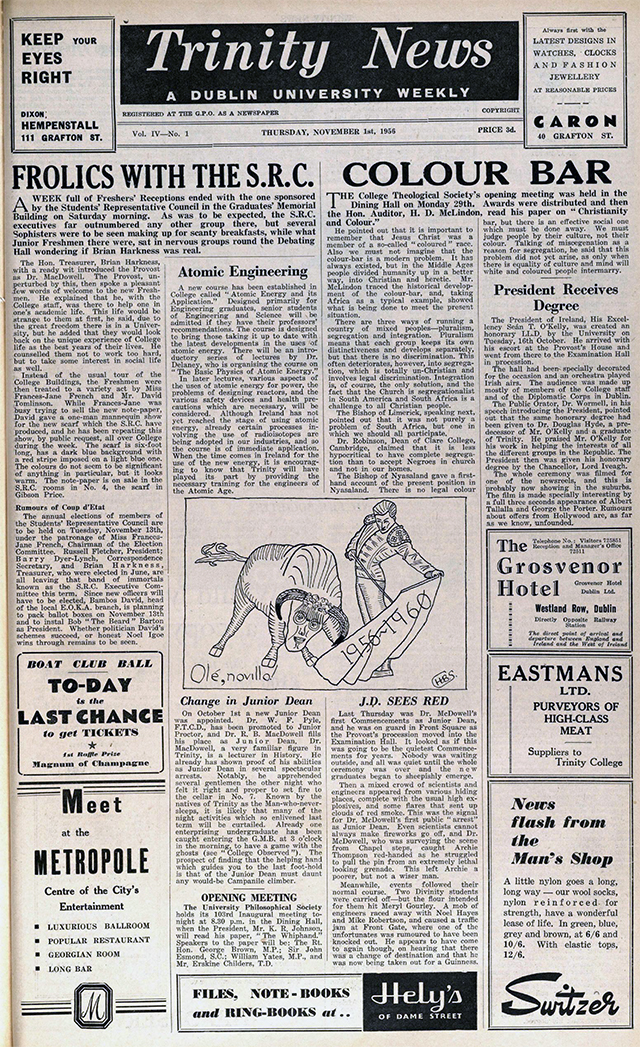 KEEP YOUR
EYES
RIGHT
DIXON
HEMPENSTALL
111 GRAFTON ST.
Trinity News
A DUBLIN UNIVERSITY WEEKLY
REGISTERED AT THE G.P.O. AS A NEWSPAPER
COPYRIGHT
Vol. IV—No. 1
THURSDAY, NOVEMBER 1st, 1956
PRICE 3d.
Always first with the
LATEST DESIGNS IN
WATCHES, CLOCKS
AND FASHION
JEWELLERY
AT REASONABLE PRICES
CARON
40 GRAFTON ST.
FROLICS WITH THE S.R.C.
A WEEK full of Freshers' Receptions ended with the one sponsored
by the Students' Representative Council in the Graduates' Memorial
Building on Saturday morning. As was to be expected, the S.R.C.
receivers far outnumbered any other group there, but several
Sophisters were to be seen making up for scanty breakfasts, while what
Junior Freshmen there were, sat in nervous groups round the Debating
Hall wondering if Brian Harkness was real.
The Hon. Treasurer, Brian Harkness,
with a ready wit introduced the Provost
as Dr. MacDowell. The Provost, un-
perturbed by this, then spoke a pleasant
few words of welcome to the new Fresh-
men. He explained that he, with the
College staff, was there to help one in
one's academic life. This life would be
strange to them at first, he said, due to
the great freedom there is in a Univer-
sity, but he added that they would look
back on the unique experience of College
life as the best years of their lives. He
counselled them not to work too hard,
but to take some interest in social life
as well.
Instead of the usual tour of the
College Buildings, the Freshmen were
then treated to a variety act by Miss
Frances-Jane French and Mr. David
Tomlinson. While Frances-Jane was
busy trying to sell the new note-paper,
David gave a one-man mannequin show
for the new scarf which the S.R.C. have
produced, and he has been repeating this
show, by public request, all over College
during the week. The scarf is six-foot
long, has a dark blue background with
a red stripe imposed on a light blue one.
The colours do not seem to be significant
of anything in particular, but it looks
warm. The note-paper is on sale in the
S.R.C. rooms in No. 4, the scarf in
Gibson Price.
Rumours of Coup d'Etat
The annual elections of members of
the Students' Representative Council are
to be held on Tuesday, November 13th,
under the patronage of Miss Frances-
Jane French, Chairman of the Election
Committee. Russell Fletcher, President;
Barry Dyer-Lynch, Correspondence
Secretary, and Brian Harkness,
Treasurer, who were elected in June, are
all leaving that band of immortals
known as the S.R.C. Executive Com-
mittee this term. Since new officers will
have to be elected, Bamboo David, head
of the local E.O.K.A. branch, is planning
to pack ballot boxes on November 13th
and to instal Bob "The Beard" Barton
as President. Whether politician David's
schemes succeed, or honest Noel Igoe
wins through remains to be seen.
BOAT CLUB BALL
TO-DAY
is the
LAST CHANCE
to get TICKETS
1st Raffle Prize
Magnum of Champagne
Meet
at the
METROPOLE
Centre of the City's
Entertainment
LUXURIOUS BALLROOM
POPULAR RESTAURANT
GEORGIAN ROOM
LONG BAR
M
Atomic Engineering
A new course has been established in
College called "Atomic Energy and its
Application." Designed primarily for
Engineering graduates, senior students
of Engineering and Science will be
admitted if they have their professors'
recommendations. The course is designed
to bring those taking it up to date with
the latest developments in the uses of
atomic energy. There will be an intro-
ductory series of lectures by Dr.
Delaney, who is organising the course on
"The Basic Physics of Atomic Energy."
In later lectures, various aspects of
the uses of atomic energy for power, the
problems of designing reactors, and the
various safety devices and health pre-
cautions which are necessary, will be
considered. Although Ireland has not
yet reached the stage of using atomic
energy, already certain processes in-
volving the use of radioisotopes are
being adopted in our industries, and so
the course is of immediate application.
When the time comes in Ireland for the
use of the new energy, it is encourag-
ing to know that Trinity will have
played its part by providing the
necessary training for the engineers of
the Atomic Age.
COLOUR BAR
THE College Theological Society's opening meeting was held in the
Dining Hall on Monday 29th. Awards were distributed and then
the Hon. Auditor, H. D. McLindon, read his paper on "Christianity
and Colour."
He pointed out that it is important to
remember that Jesus Christ was a
member of a so-called "coloured" race.
Also we must not imagine that the
colour-bar is a modern problem. It has
always existed, but in the Middle Ages
people divided humanity up in a better
way, into Christian and heretic. Mr.
McLindon traced the historical develop-
ment of the colour-bar, and, taking
Africa as a typical example, showed
what is being done to meet the present
situation.
There are three ways of running a
country of mixed peoples—pluralism,
segregation and integration. Pluralism
means that each group keeps its own
distinctiveness and develops separately,
but that there is no discrimination. This
often deteriorates, however, into segrega-
tion, which is totally un-Christian and
involves legal discrimination. Integration
is, of course, the only solution, and the
fact that the Church is segregationalist
in South America and South Africa is a
challenge to all Christian people.
The Bishop of Limerick, speaking next,
pointed out that it was not purely a
problem of South Africa, but one in
which we should all participate.
Dr. Robinson, Dean of Clare College,
Cambridge, claimed that it is less
hypocritical to have complete segrega-
tion than to accept Negroes in church
and not in our homes.
The Bishop of Nyasaland gave a first-
hand account of the present position in
Nyasaland. There is no legal colour
bar, but there is an effective social one
which must be done away. We must
judge people by their culture, not their
colour. Talking of miscegenation as a
reason for segregation, he said that this
problem did not yet arise, as only when
there is equality of culture and mind will
white and coloured people intermarry.
President Receives
Degree
The President of Ireland, His Excel-
lency Seán T. O'Kelly, was created an
honorary LL.D. by the University on
Tuesday, 16th October. He arrived with
his escort at the Provost's House and
went from there to the Examination Hall
in procession.
The hall had been specially decorated
for the occasion and an orchestra played
Irish airs. The audience was made up
mostly of members of the College staff
and of the Diplomatic Corps in Dublin.
The Public Orator, Dr. Wormell, in his
speech introducing the President, pointed
out that the same honorary degree had
been given to Dr. Douglas Hyde, a pre-
decessor of Mr. O'Kelly and a graduate
of Trinity. He praised Mr. O'Kelly for
his work in helping the interests of all
the different groups in the Republic. The
President then was given his honorary
degree by the Chancellor, Lord Iveagh.
The whole ceremony was filmed for
one of the newsreels, and this is
probably now showing in the suburbs.
The film is made specially interesting by
a full three seconds appearance of Albert
Tallalla and George the Porter. Rumours
about offers from Hollywood are, as far
as we know, unfounded.
1956-1960
Olé, novillo
HBS.
Change in Junior Dean
On October 1st a new Junior Dean
was appointed. Dr. W. F. Pyle,
F.T.C.D., has been promoted to Junior
Proctor, and Dr. R. B. MacDowell fills
his place as Junior Dean. Dr.
MacDowell, a very familiar figure in
Trinity, is a lecturer in History. He
has already shown proof of his abilities
as Junior Dean in several spectacular
arrests. Notably, he apprehended
several gentlemen the other night who
felt it right and proper to set fire to
the cellar in No. 7. Known by the
natives of Trinity as the Man-who-never-
sleeps, it is likely that many of the
night activities which so enlivened last
term will be curtailed. Already one
enterprising undergraduate has been
caught entering the G.M.B. at 3 o'clock
in the morning, to have a game with the
ghosts (see "College Observed"). The
prospect of finding that the helping hand
which guides you to the last foot-hold
is that of the Junior Dean must daunt
any would-be Campanile climber.
OPENING MEETING
The University Philosophical Society
holds its 103rd Inaugural meeting to-
night at 8.30 p.m. in the Dining Hall,
when the President, Mr. K. R. Johnson,
will read his paper, "The Whiphand."
Speakers to the paper will be: The Rt.
Hon. George Brown, M.P.; Sir John
Esmond, S.C.; William Yates, M.P., and
Mr. Erskine Childers, T.D.
J.D. SEES RED
Last Thursday was Dr. McDowell's
first Commencements as Junior Dean,
and he was on guard in Front Square as
the Provost's procession moved into the
Examination Hall. It looked as if this
was going to be the quietest Commence-
ments for years. Nobody was waiting
outside, and all was quiet until the whole
ceremony was over and the new
graduates began to sheepishly emerge.
Then a mixed crowd of scientists and
engineers appeared from various hiding
places, complete with the usual high ex-
plosives, and some flares that sent up
clouds of red smoke. This was the signal
for Dr. McDowell's first public "arrest"
as Junior Dean. Even scientists cannot
always make fireworks go off, and Dr.
McDowell, who was surveying the scene
from Chapel steps, caught Archie
Thompson red-handed as he struggled
to pull the pin from an extremely lethal
looking grenade. This left Archie a
poorer, but not a wiser man.
Meanwhile, events followed their
normal course. Two Divinity students
were carried off—but the flour intended
for them hit Meryl Gourley. A mob of
engineers raced away with Noel Hayes
and Mike Robertson, and caused a traffic
jam at Front Gate, where one of the
unfortunates was rumoured to have been
knocked out. He appears to have come
to again though, on hearing that there
was a change of destination and that he
was now being taken out for a Guinness.
FILES, NOTE-BOOKS
and RING-BOOKS at . .
Hely's
OF DAME STREET
The
Grosvenor
Hotel
Telephone No.: Visitors 775851
Reception and Manager's Office
72311
Grosvenor Hotel
Dublin Ltd.
Westland Row, Dublin
Directly Opposite Railway
Station
The direct point of arrival and
departure between England and
Ireland and the West of Ireland
EASTMANS
LTD.
PURVEYORS OF
HIGH-CLASS
MEAT
Suppliers to
Trinity College
News
flash from
the
Man's Shop
A little nylon goes a long,
long way — our wool socks,
nylon reinforced for
strength, have a wonderful
lease of life. In green, blue,
grey and brown, at 6/6 and
10/6. With elastic tops,
12/6.
Switzer